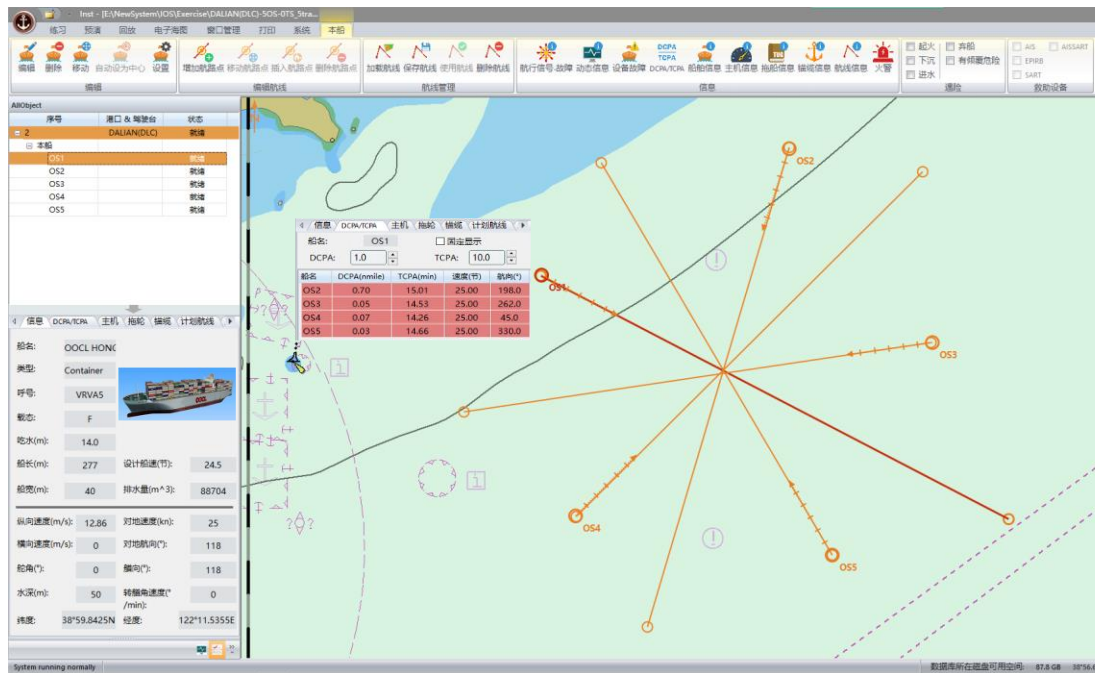 Inst - [E:\NewSystem\IOS\Exercise\DALIAN(DLC)-5OS-0TS_5tra...
练习 预演 回放 电子海图 窗口管理 打印 系统 本船
编辑 删除 移动 自动设为中心 设置 增加航路点 移动航路点 插入航路点 删除航路点 加载航线 保存航线 使用航线 删除航线 航行信号-故障 动态信息 设备故障 DCPA/TCPA 船舶信息 主机信息 拖船信息 锚缆信息 航线信息 火警
DCPA
TCPA
起火 弃船 AIS AISSART
下沉 有倾覆危险 EPIRB
进水 SART
编辑 编辑航线 航线管理 信息 遇险 救助设备
AllObject
序号 港口 & 驾驶台 状态
2 DALIAN(DLC) 就绪
本船
OS1 就绪
OS2 就绪
OS3 就绪
OS4 就绪
OS5 就绪
信息 DCPA/TCPA 主机 拖轮 锚缆 计划航线
船名: OS1 固定显示
DCPA: 1.0 TCPA: 10.0
船名 DCPA(nmile) TCPA(min) 速度(节) 航向(°)
OS2 0.70 15.01 25.00 198.0
OS3 0.05 14.53 25.00 262.0
OS4 0.07 14.26 25.00 45.0
OS5 0.03 14.66 25.00 330.0
OS1
OS2
OS3
OS4
OS5
信息 DCPA/TCPA 主机 拖轮 锚缆 计划航线
船名: OOCL HONG
类型: Container
呼号: VRVA5
载态: F
吃水(m): 14.0
船长(m): 277 设计船速(节): 24.5
船宽(m): 40 排水量(m^3): 88704
纵向速度(m/s): 12.86 对地速度(kn): 25
横向速度(m/s): 0 对地航向(°): 118
舵角(°): 0 艏向(°): 118
水深(m): 50 转艏角速度(°/min): 0
纬度: 38°59.8425N 经度: 122°11.5355E
System running normally 数据库所在磁盘可用空间: 87.8 GB 38°56.6